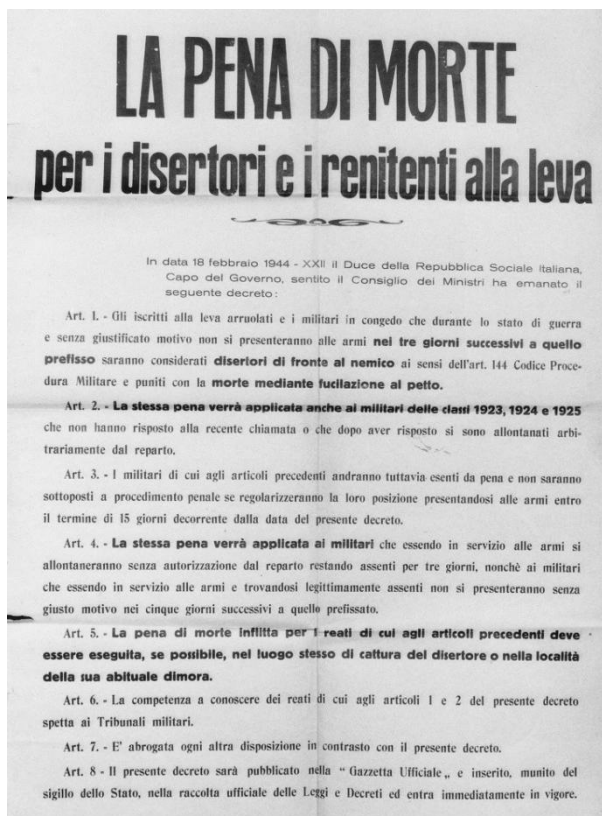 LA PENA DI MORTE
per i disertori e i renitenti alla leva
In data 18 febbraio 1944 - XXII il Duce della Repubblica Sociale Italiana,
Capo del Governo, sentito il Consiglio dei Ministri ha emanato il
seguente decreto:
Art. 1. - Gli iscritti alla leva arruolati e i militari in congedo che durante lo stato di guerra
e senza giustificato motivo non si presenteranno alle armi nei tre giorni successivi a quello
prefisso saranno considerati disertori di fronte al nemico ai sensi dell'art. 144 Codice Proce-
dura Militare e puniti con la morte mediante fucilazione al petto.
Art. 2. - La stessa pena verrà applicata anche ai militari delle classi 1923, 1924 e 1925
che non hanno risposto alla recente chiamata o che dopo aver risposto si sono allontanati arbi-
trariamente dal reparto.
Art. 3. - I militari di cui agli articoli precedenti andranno tuttavia esenti da pena e non saranno
sottoposti a procedimento penale se regolarizzeranno la loro posizione presentandosi alle armi entro
il termine di 15 giorni decorrente dalla data del presente decreto.
Art. 4. - La stessa pena verrà applicata ai militari che essendo in servizio alle armi si
allontaneranno senza autorizzazione dal reparto restando assenti per tre giorni, nonchè ai militari
che essendo in servizio alle armi e trovandosi legittimamente assenti non si presenteranno senza
giusto motivo nei cinque giorni successivi a quello prefissato.
Art. 5. - La pena di morte inflitta per i reati di cui agli articoli precedenti deve
essere eseguita, se possibile, nel luogo stesso di cattura del disertore o nella località
della sua abituale dimora.
Art. 6. - La competenza a conoscere dei reati di cui agli articoli 1 e 2 del presente decreto
spetta ai Tribunali militari.
Art. 7. - E' abrogata ogni altra disposizione in contrasto con il presente decreto.
Art. 8 - Il presente decreto sarà pubblicato nella "Gazzetta Ufficiale„ e inserito, munito del
sigillo dello Stato, nella raccolta ufficiale delle Leggi e Decreti ed entra immediatamente in vigore.